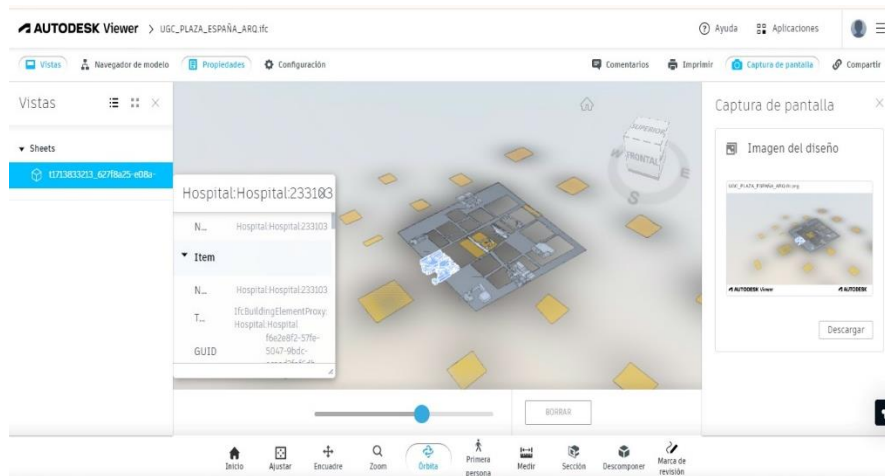 AUTODESK Viewer > UGC_PLAZA_ESPAÑA_ARQ.ifc
Ayuda
Aplicaciones
Vistas
Navegador de modelo
Propiedades
Configuración
Comentarios
Imprimir
Captura de pantalla
Compartir
Vistas
Sheets
Captura de pantalla
Imagen del diseño
AUTODESK Viewer
AUTODESK
Descargar
SUPERIOR
FRONTAL
W
S
E
Hospital:Hospital:233103
N... Hospital:Hospital:233103
Item
N... Hospital:Hospital:233103
T... IfcBuildingElementProxy:
Hospital:Hospital
GUID f6e2e8f2-57fe-
5047-9bdc-
BORRAR
Inicio
Ajustar
Encuadre
Zoom
Órbita
Primera
persona
Medir
Sección
Descomponer
Marca de
revisión